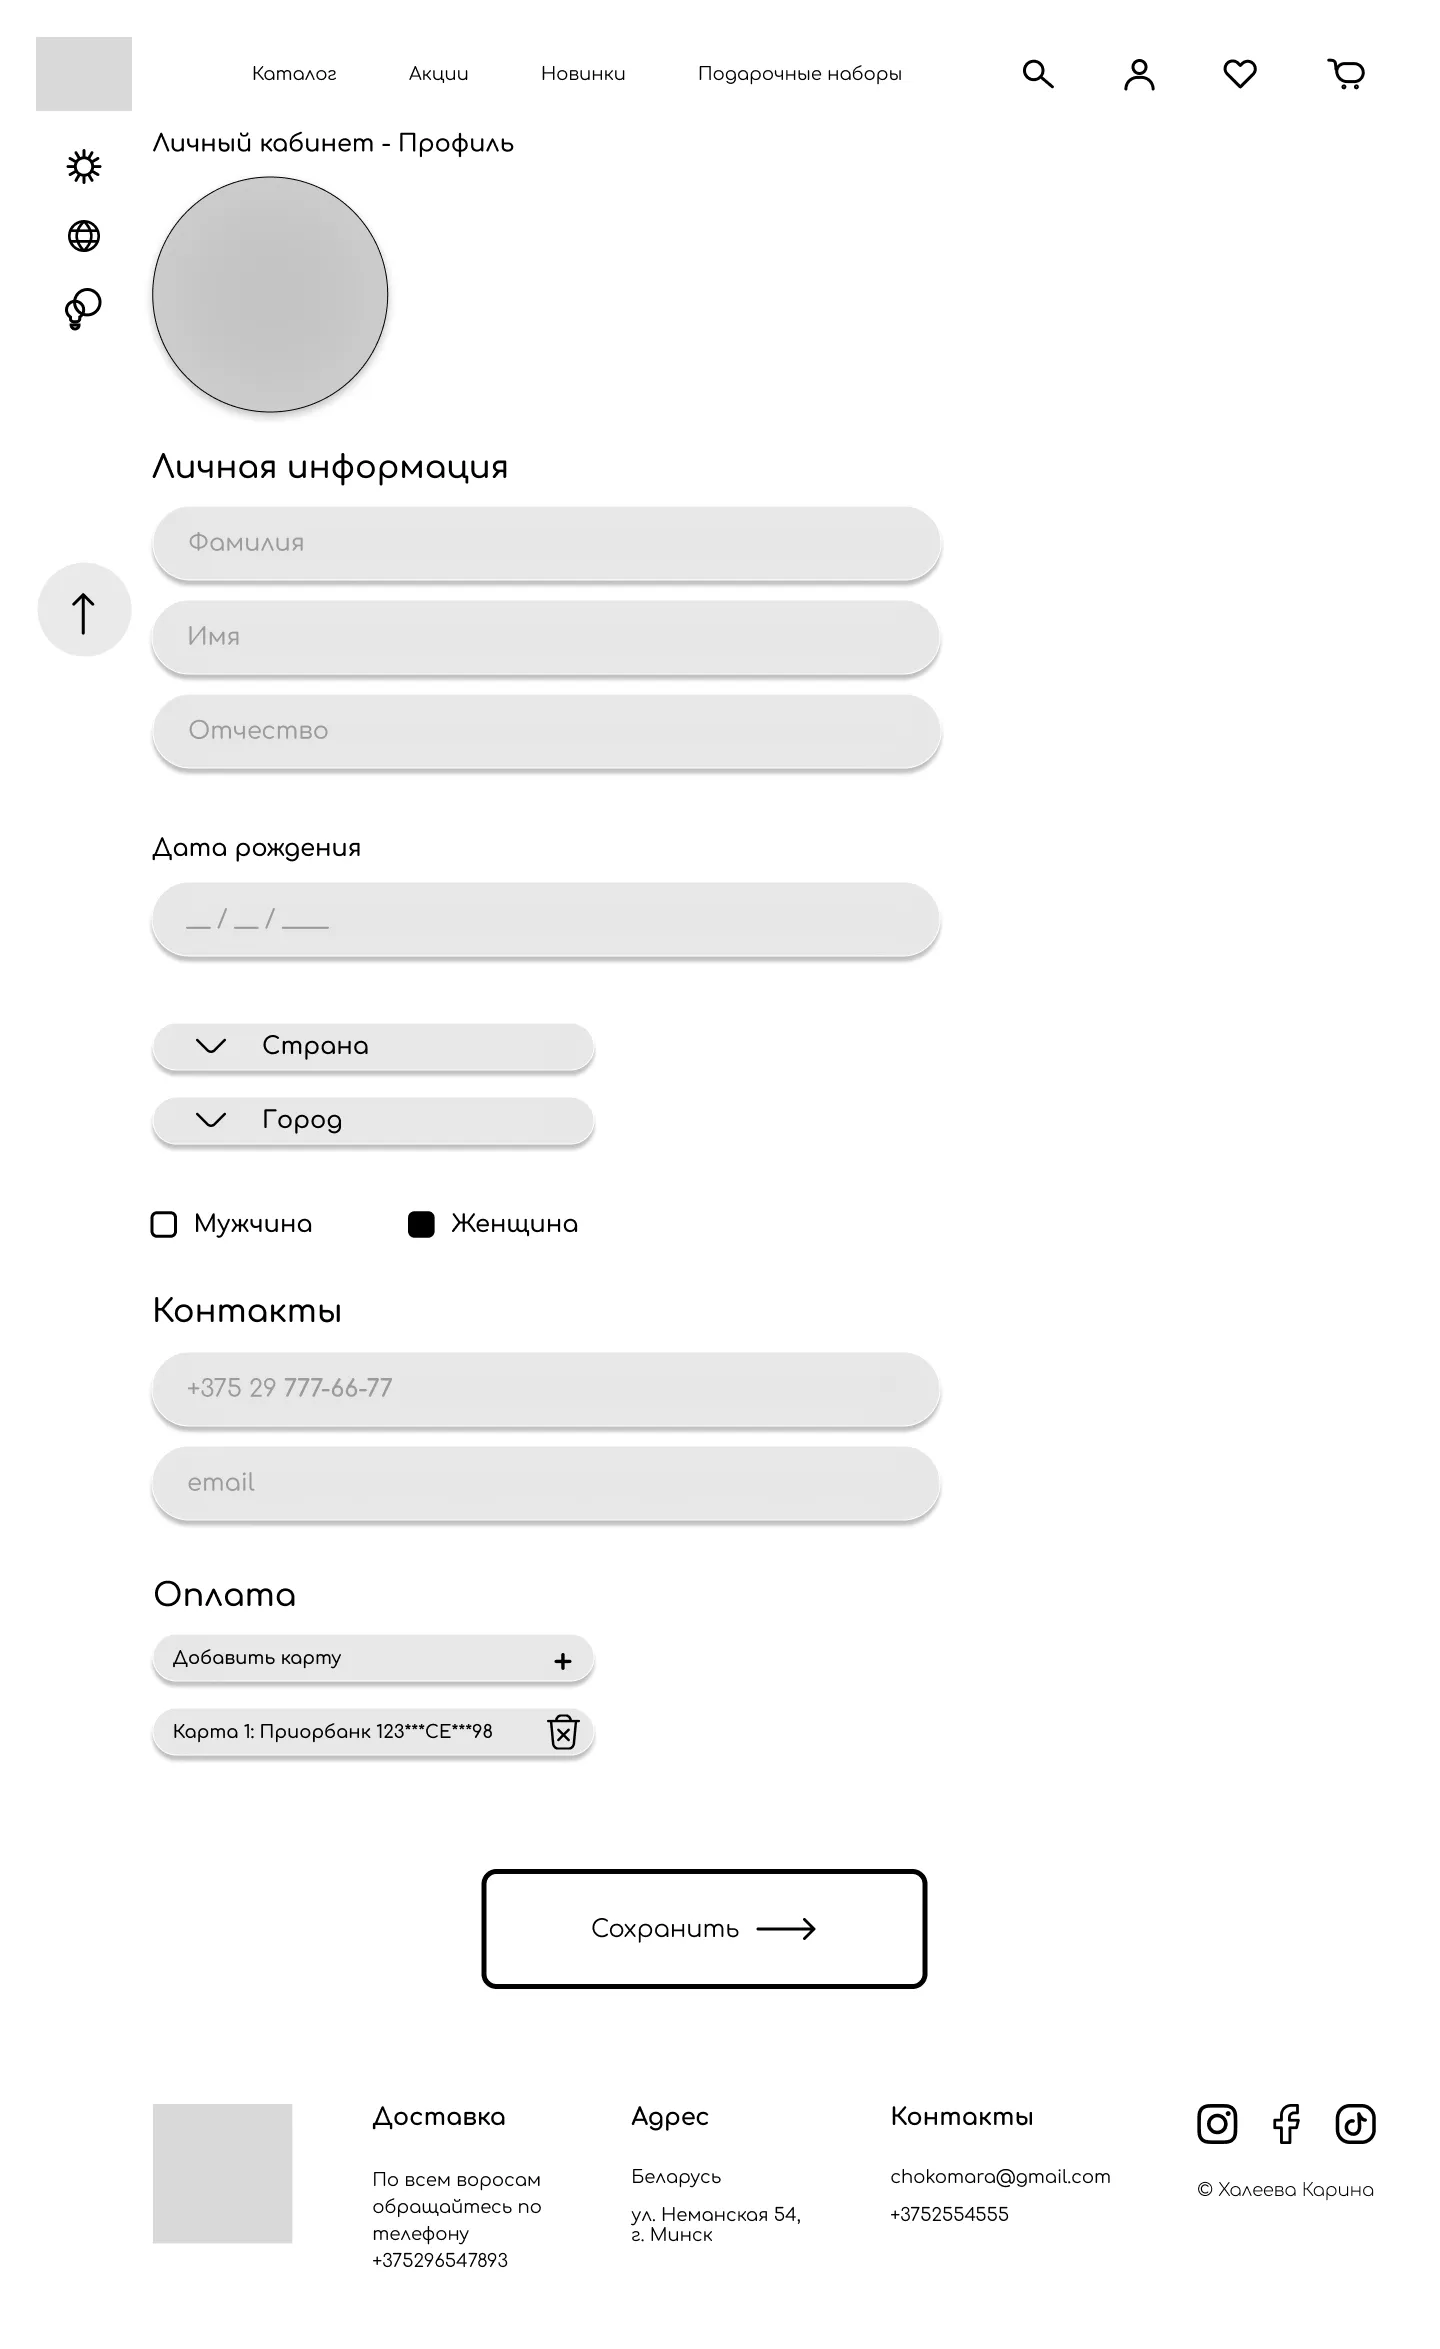 Каталог Акции Новинки Подарочные наборы
Личный кабинет - Профиль
Личная информация
Фамилия
Имя
Отчество
Дата рождения
__ / __ / ____
Страна
Город
Мужчина Женщина
Контакты
+375 29 777-66-77
email
Оплата
Добавить карту +
Карта 1: Приорбанк 123***СЕ***98
Сохранить
Доставка
По всем воросам
обращайтесь по
телефону
+375296547893
Адрес
Беларусь
ул. Неманская 54,
г. Минск
Контакты
chokomara@gmail.com
+3752554555
© Халеева Карина